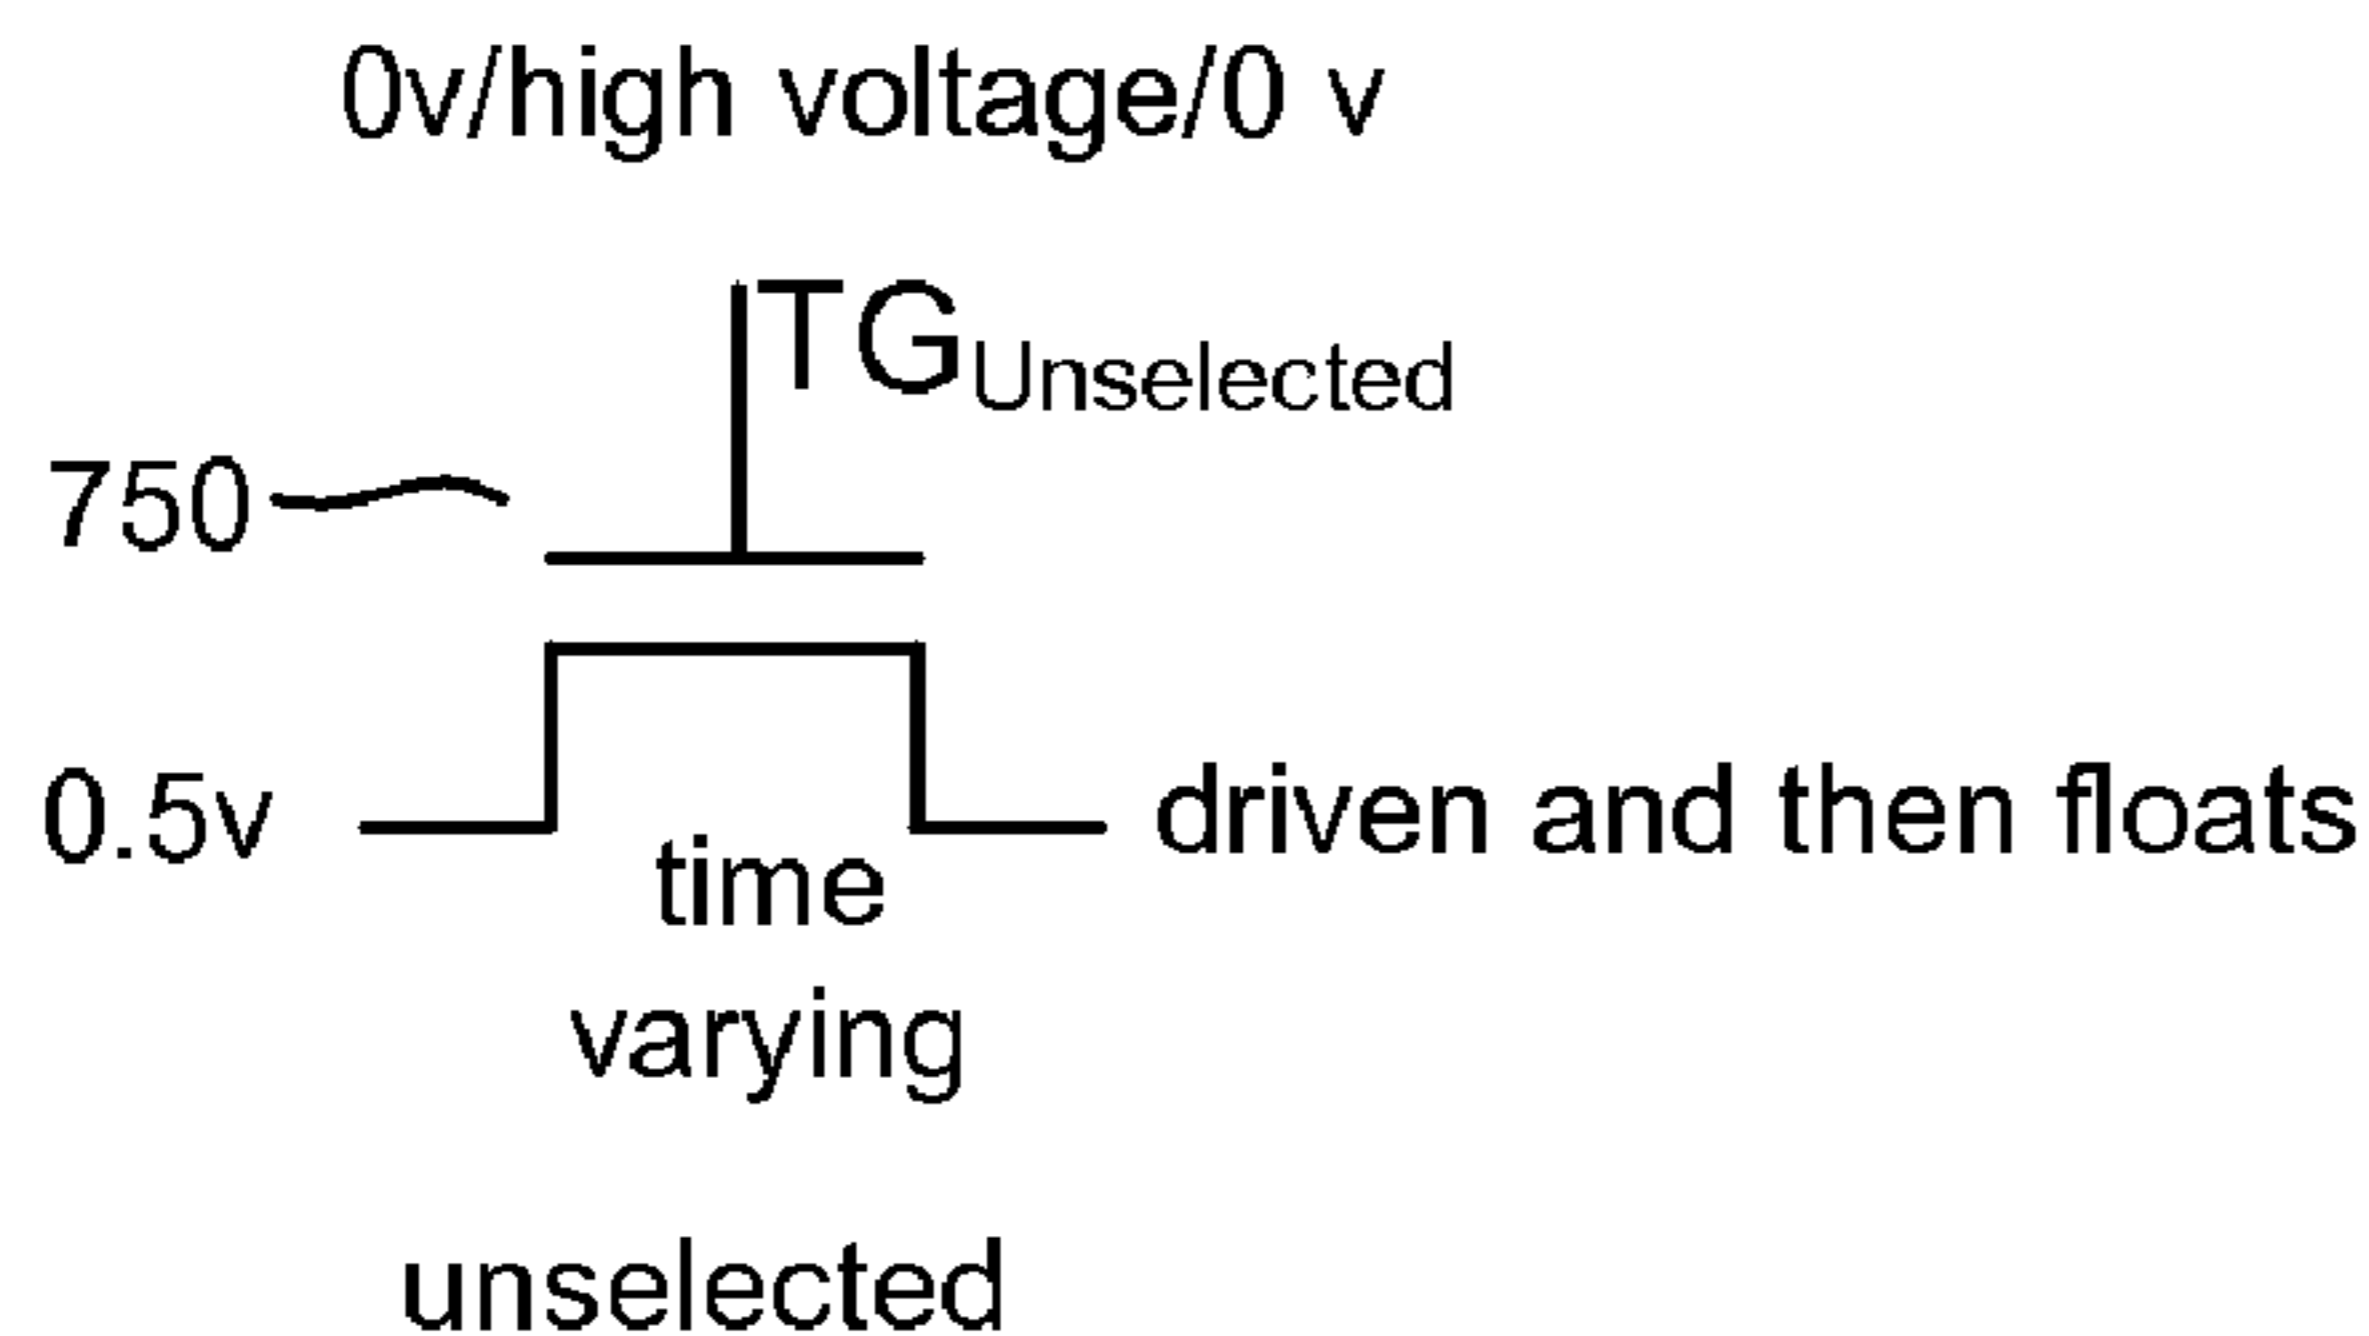 0v/high voltage/0 v
TGUnselected
750
0.5v
driven and then floats
time
varying
unselected